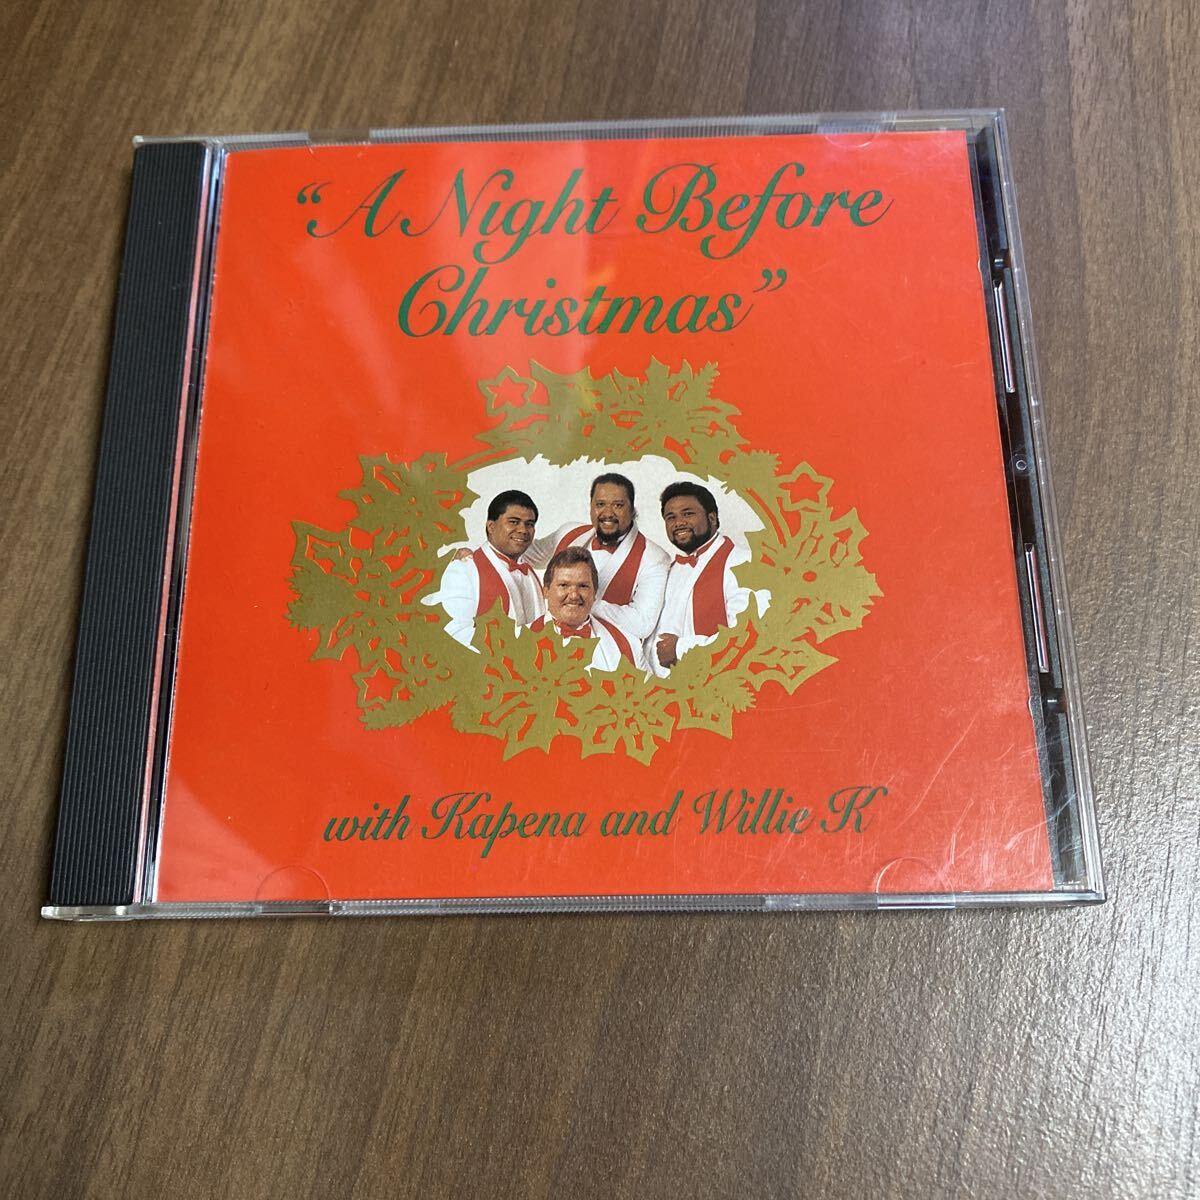 “A Night Before
Christmas”
with Kapena and Willie K